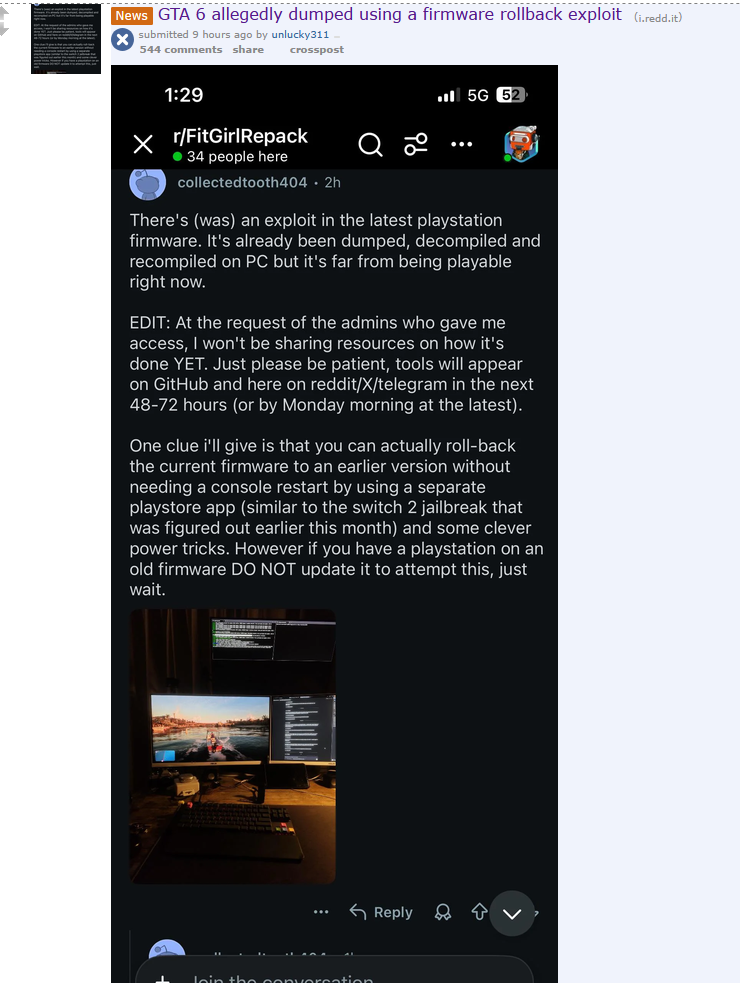 News GTA 6 allegedly dumped using a firmware rollback exploit (i.redd.it)
submitted 9 hours ago by unlucky311
544 comments share crosspost
1:29 5G 52
r/FitGirlRepack
34 people here
collectedtooth404 • 2h
There's (was) an exploit in the latest playstation
firmware. It's already been dumped, decompiled and
recompiled on PC but it's far from being playable
right now.
EDIT: At the request of the admins who gave me
access, I won't be sharing resources on how it's
done YET. Just please be patient, tools will appear
on GitHub and here on reddit/X/telegram in the next
48-72 hours (or by Monday morning at the latest).
One clue i'll give is that you can actually roll-back
the current firmware to an earlier version without
needing a console restart by using a separate
playstore app (similar to the switch 2 jailbreak that
was figured out earlier this month) and some clever
power tricks. However if you have a playstation on an
old firmware DO NOT update it to attempt this, just
wait.
Reply
Join the conversation